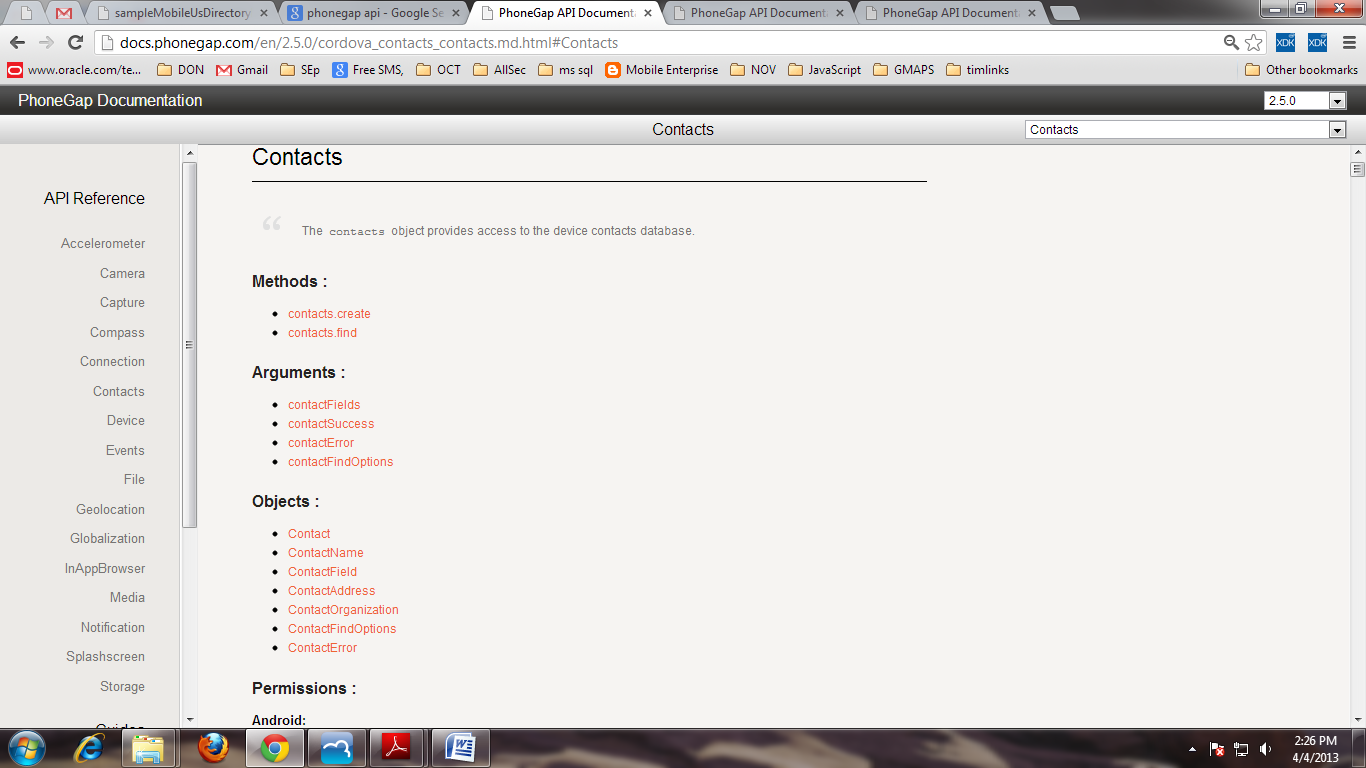 sampleMobileUsDirectory
phonegap api - Google Se
PhoneGap API Document
PhoneGap API Document
PhoneGap API Document
docs.phonegap.com/en/2.5.0/cordova_contacts_contacts.md.html#Contacts
XDK XDK
www.oracle.com/te... DON Gmail SEp Free SMS, OCT AllSec ms sql Mobile Enterprise NOV JavaScript GMAPS timlinks Other bookmarks
PhoneGap Documentation 2.5.0
Contacts Contacts
API Reference
Accelerometer
Camera
Capture
Compass
Connection
Contacts
Device
Events
File
Geolocation
Globalization
InAppBrowser
Media
Notification
Splashscreen
Storage
Contacts
“ The contacts object provides access to the device contacts database.
Methods :
• contacts.create
• contacts.find
Arguments :
• contactFields
• contactSuccess
• contactError
• contactFindOptions
Objects :
• Contact
• ContactName
• ContactField
• ContactAddress
• ContactOrganization
• ContactFindOptions
• ContactError
Permissions :
Android:
2:26 PM
4/4/2013